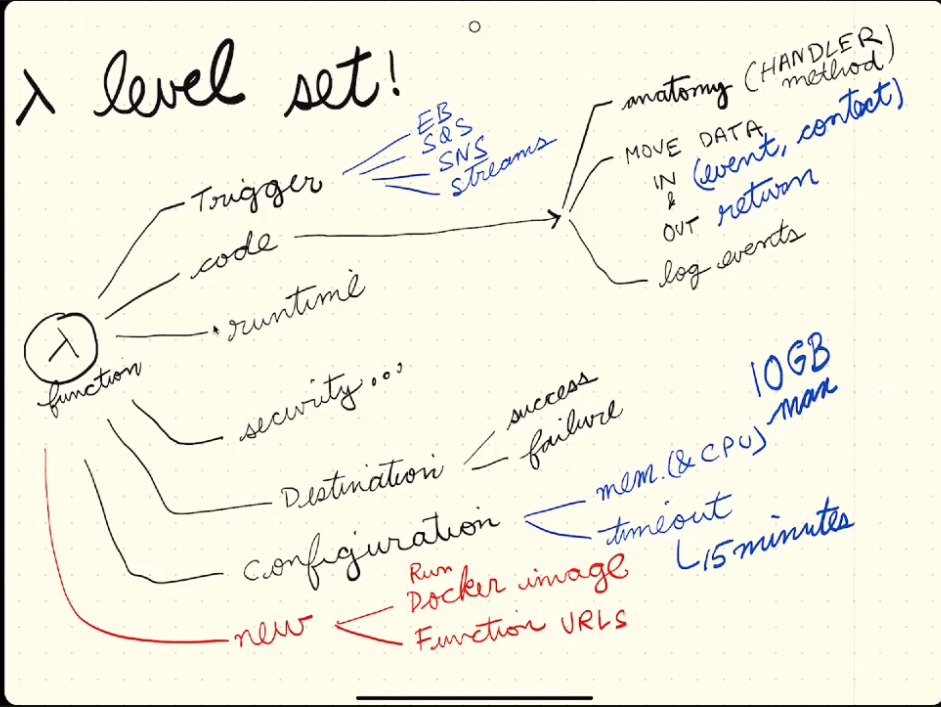 λ level set!
Trigger
EB
SQS
SNS
streams
code
anatomy (HANDLER method)
MOVE DATA
IN (event, context)
&
OUT return
log events
runtime
λ
function
security...
Destination
success
failure
configuration
mem. (& CPU)
10GB
max
timeout
15 minutes
new
Run
Docker image
Function URLS